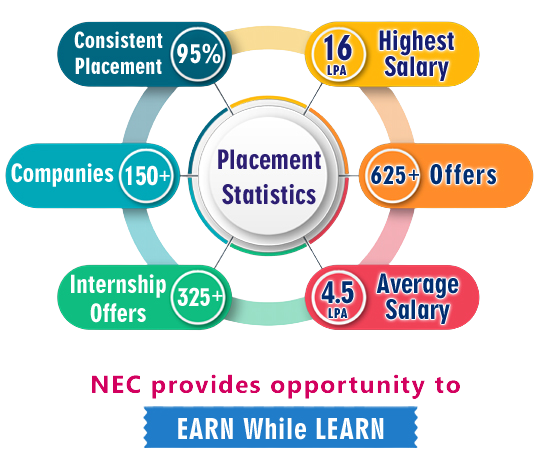 Consistent
Placement
95%
16
LPA
Highest
Salary
Companies
150+
Placement
Statistics
625+
Offers
Internship
Offers
325+
4.5
LPA
Average
Salary
NEC provides opportunity to
EARN While LEARN